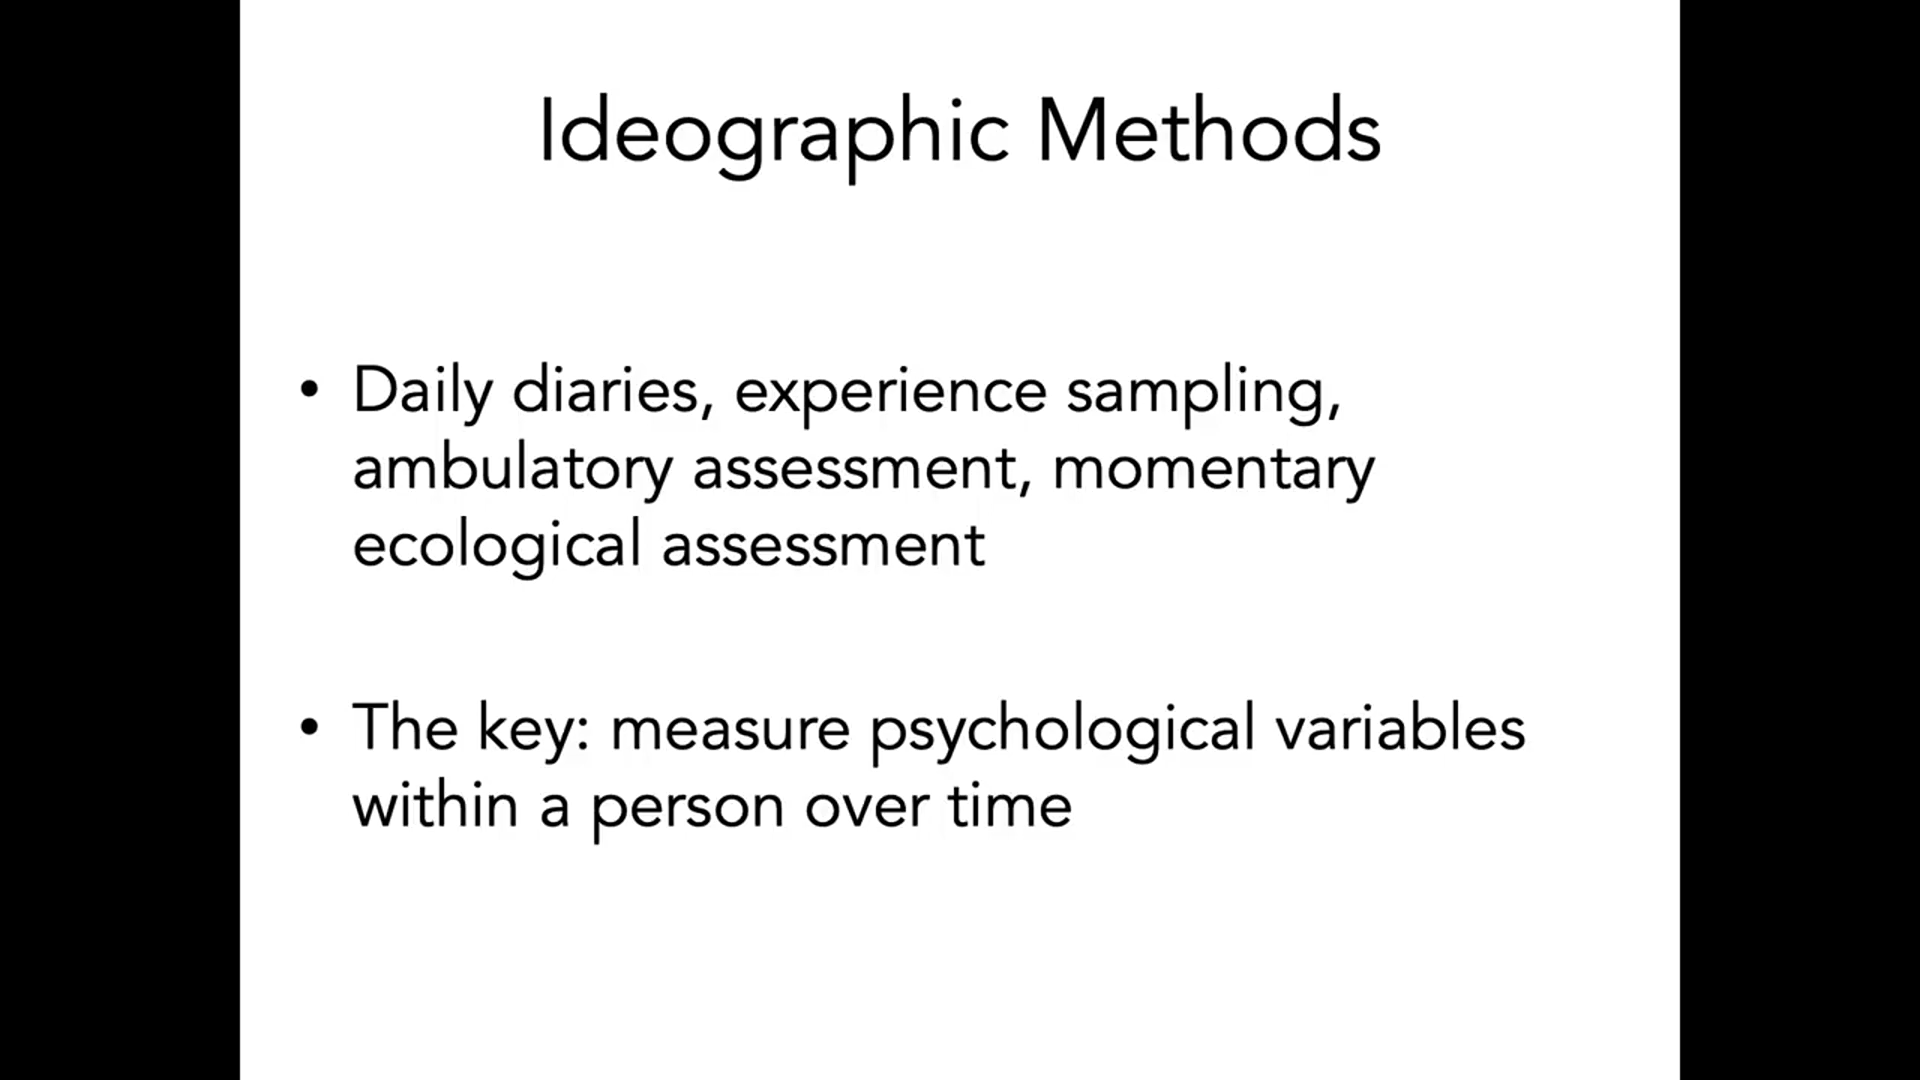 Ideographic Methods
• Daily diaries, experience sampling,
ambulatory assessment, momentary
ecological assessment
• The key: measure psychological variables
within a person over time